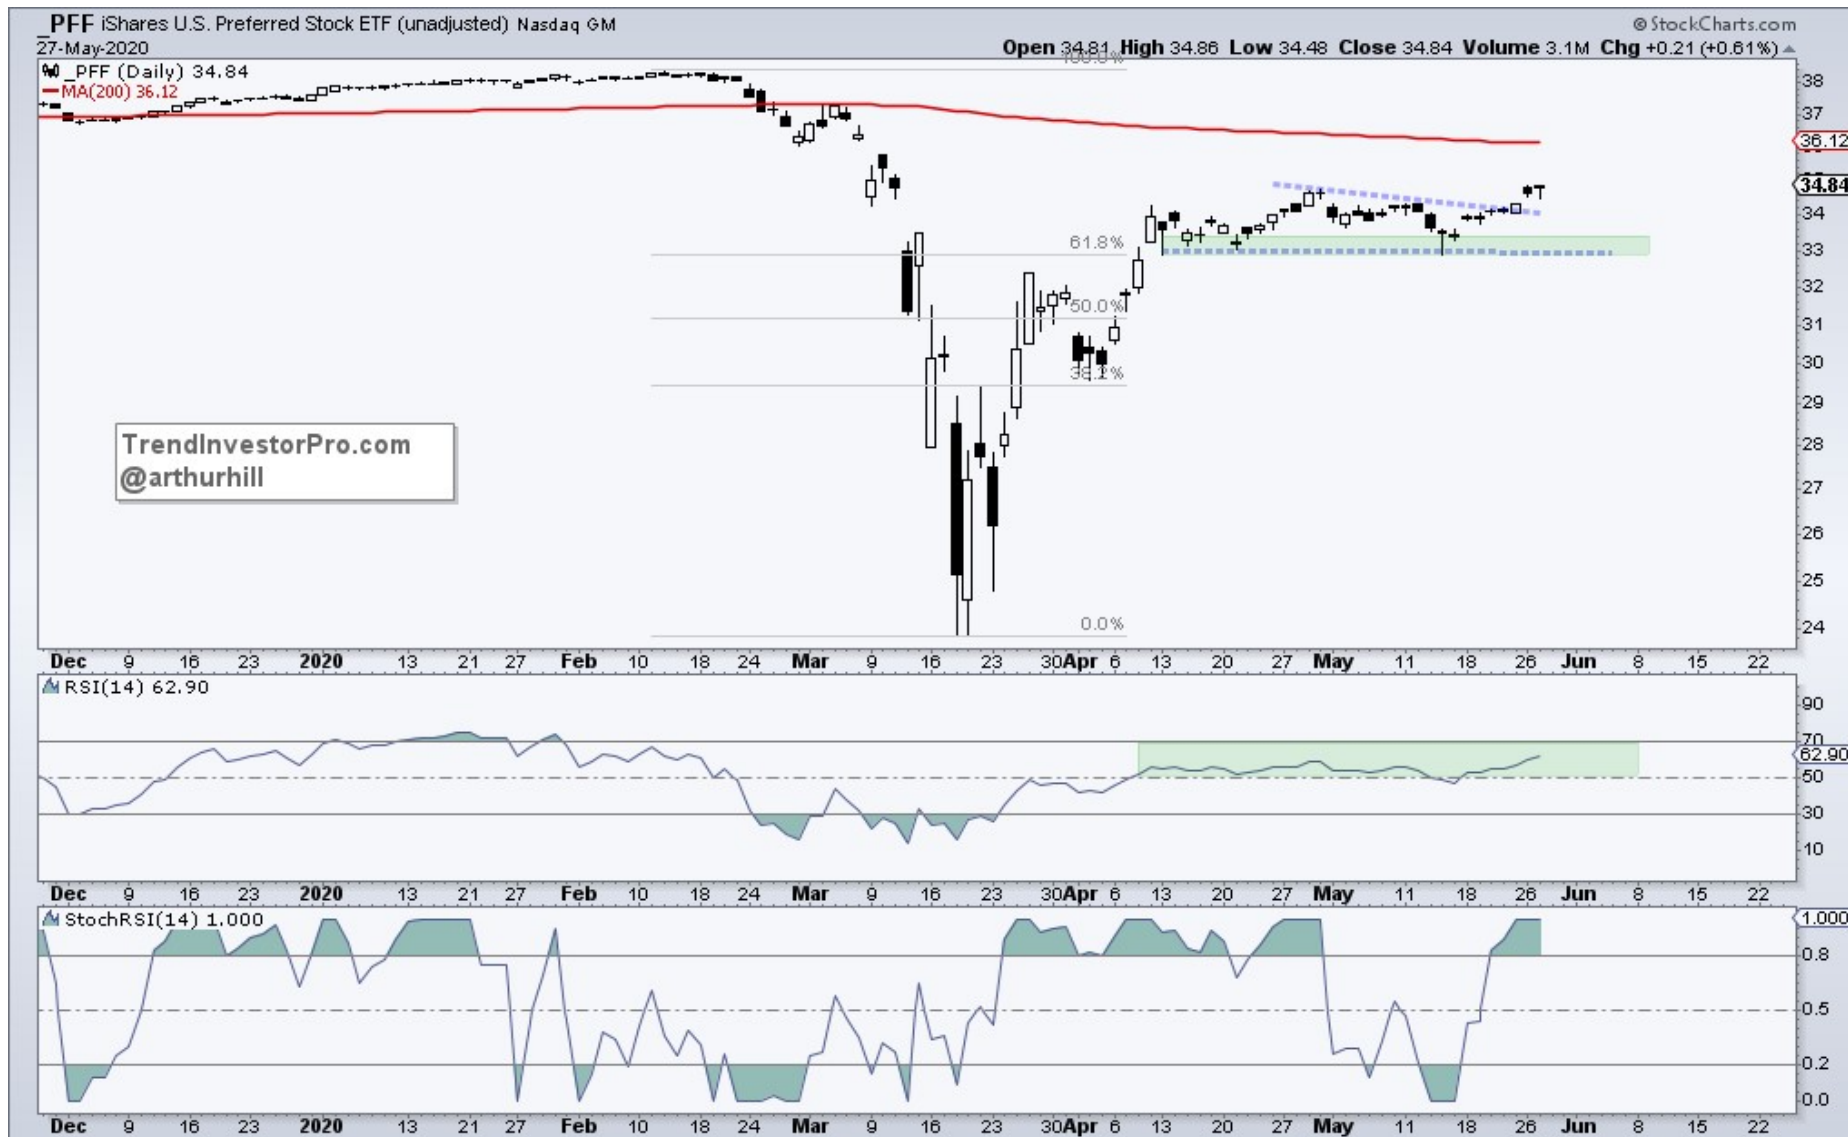 _PFF iShares U.S. Preferred Stock ETF (unadjusted) Nasdaq GM
© StockCharts.com
27-May-2020
Open 34.81 High 34.86 Low 34.48 Close 34.84 Volume 3.1M Chg +0.21 (+0.61%)
_PFF (Daily) 34.84
MA(200) 36.12
100.0%
61.8%
50.0%
38.2%
0.0%
38
37
36.12
34.84
34
33
32
31
30
29
28
27
26
25
24
TrendInvestorPro.com
@arthurhill
Dec 9 16 23 2020 13 21 27 Feb 10 18 24 Mar 9 16 23 30 Apr 6 13 20 27 May 11 18 26 Jun 8 15 22
RSI(14) 62.90
90
70
62.90
50
30
10
Dec 9 16 23 2020 13 21 27 Feb 10 18 24 Mar 9 16 23 30 Apr 6 13 20 27 May 11 18 26 Jun 8 15 22
StochRSI(14) 1.000
1.000
0.8
0.5
0.2
0.0
Dec 9 16 23 2020 13 21 27 Feb 10 18 24 Mar 9 16 23 30 Apr 6 13 20 27 May 11 18 26 Jun 8 15 22